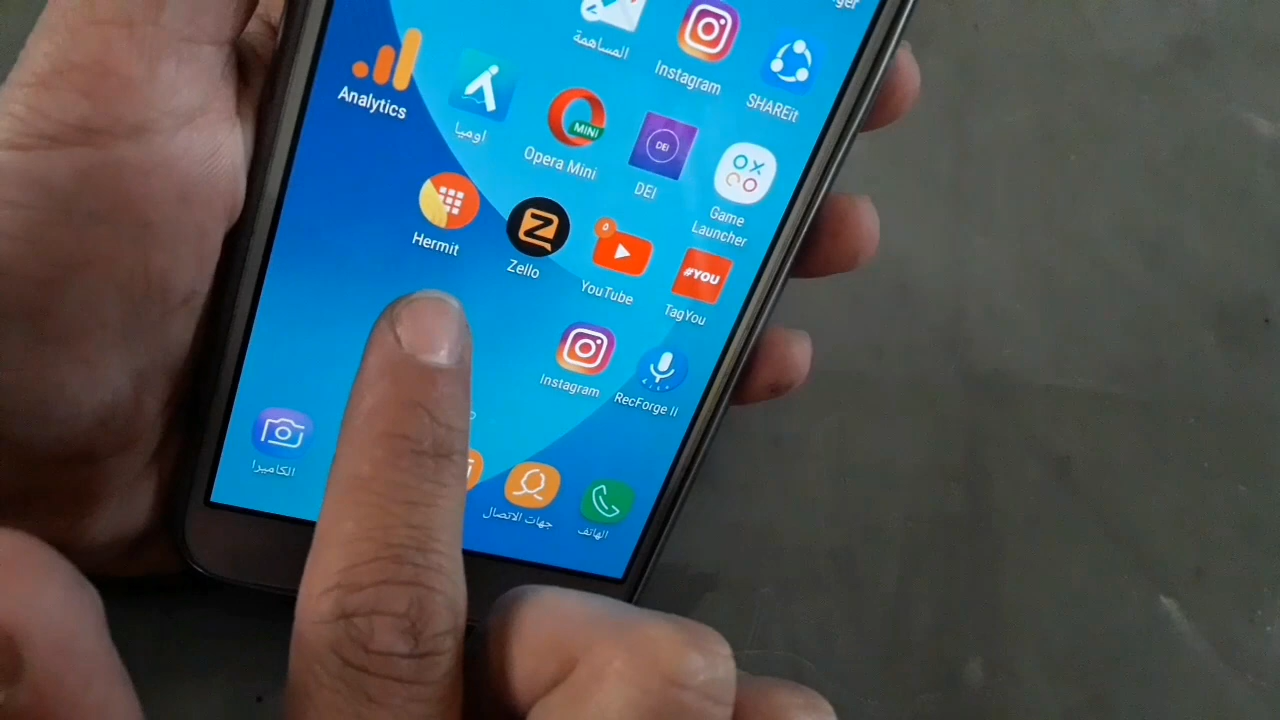 المساهمة
Instagram
SHAREit
Analytics
اوميا
MINI
Opera Mini
DEI
DEI
Game
Launcher
Hermit
Zello
YouTube
#YOU
TagYou
Instagram
RecForge II
الكاميرا
جهات الاتصال
الهاتف